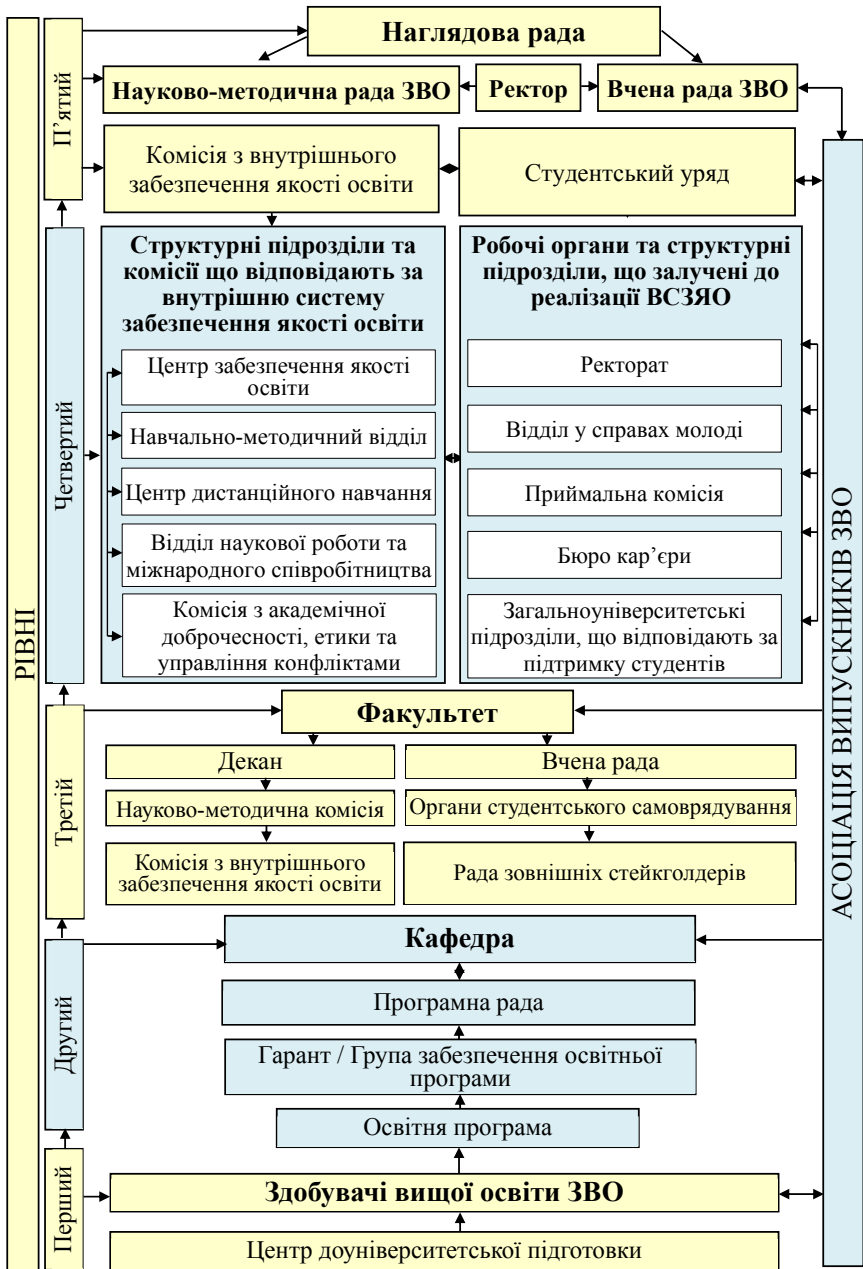 РІВНІ
П’ятий
Наглядова рада
Науково-методична рада ЗВО
Ректор
Вчена рада ЗВО
Комісія з внутрішнього
забезпечення якості освіти
Студентський уряд
Четвертий
Структурні підрозділи та
комісії що відповідають за
внутрішню систему
забезпечення якості освіти
Центр забезпечення якості
освіти
Навчально-методичний відділ
Центр дистанційного навчання
Відділ наукової роботи та
міжнародного співробітництва
Комісія з академічної
доброчесності, етики та
управління конфліктами
Робочі органи та структурні
підрозділи, що залучені до
реалізації ВСЗЯО
Ректорат
Відділ у справах молоді
Приймальна комісія
Бюро кар’єри
Загальноуніверситетські
підрозділи, що відповідають за
підтримку студентів
Третій
Факультет
Декан
Вчена рада
Науково-методична комісія
Органи студентського самоврядування
Комісія з внутрішнього
забезпечення якості освіти
Рада зовнішніх стейкголдерів
Другий
Кафедра
Програмна рада
Гарант / Група забезпечення освітньої
програми
Освітня програма
Перший
Здобувачі вищої освіти ЗВО
Центр доуніверситетської підготовки
АСОЦІАЦІЯ ВИПУСКНИКІВ ЗВО